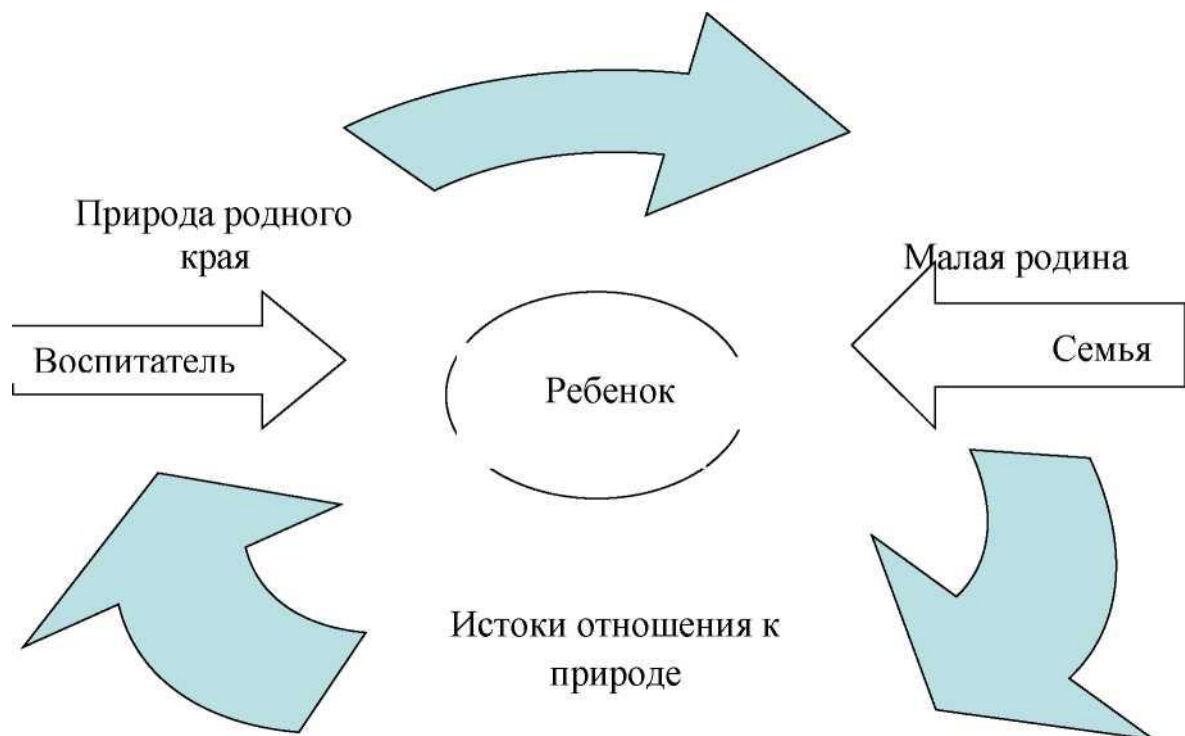 Природа родного
края
Малая родина
Воспитатель
Семья
Ребенок
Истоки отношения к
природе